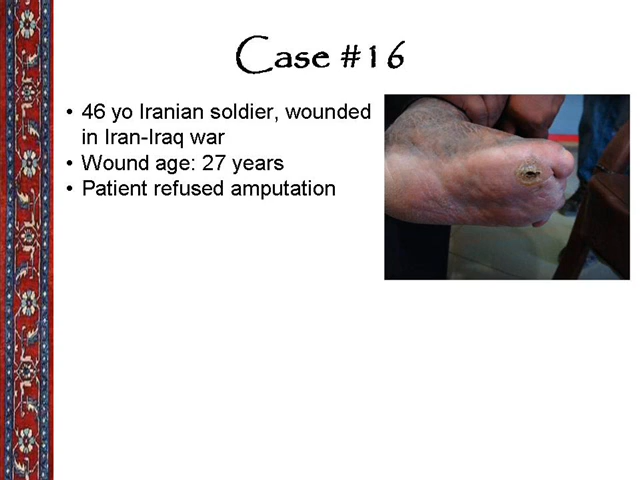 Case #16
• 46 yo Iranian soldier, wounded
in Iran-Iraq war
• Wound age: 27 years
• Patient refused amputation